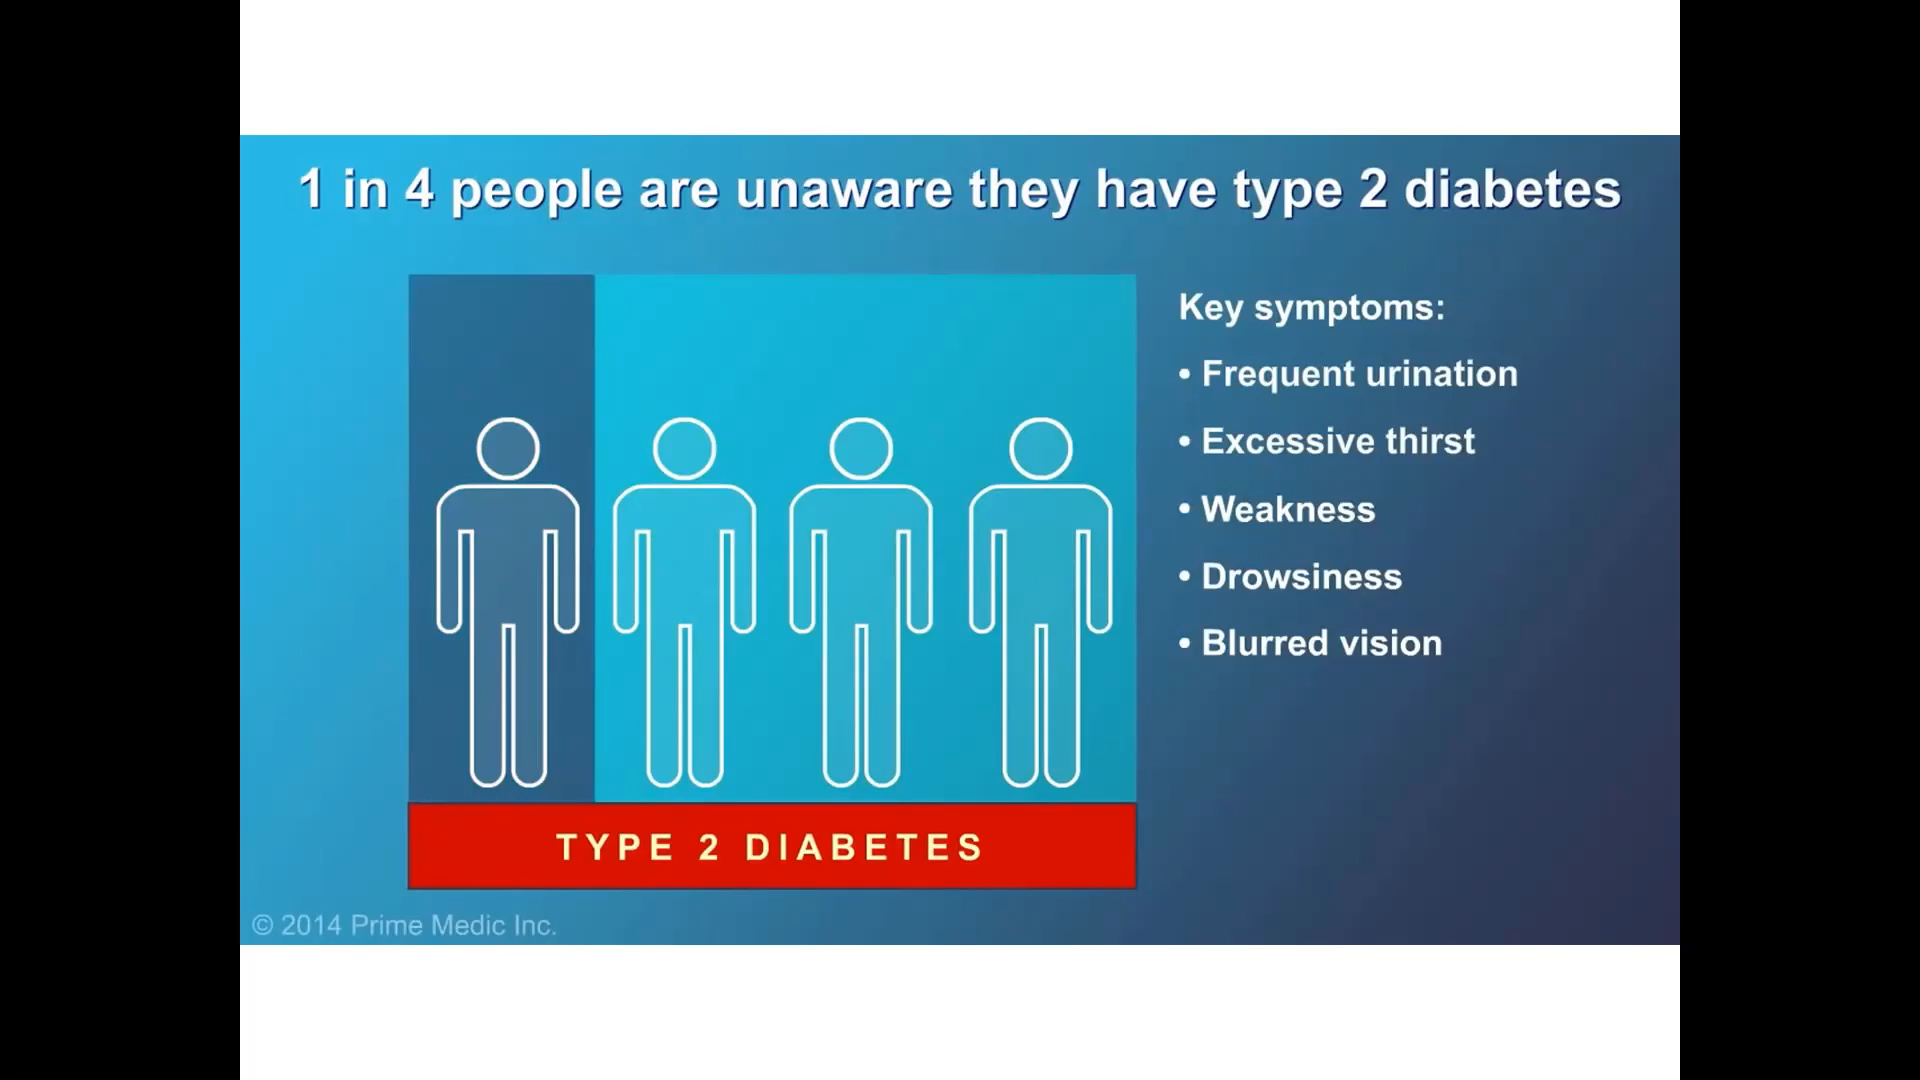 1 in 4 people are unaware they have type 2 diabetes
Key symptoms:
• Frequent urination
• Excessive thirst
• Weakness
• Drowsiness
• Blurred vision
TYPE 2 DIABETES
© 2014 Prime Medic Inc.